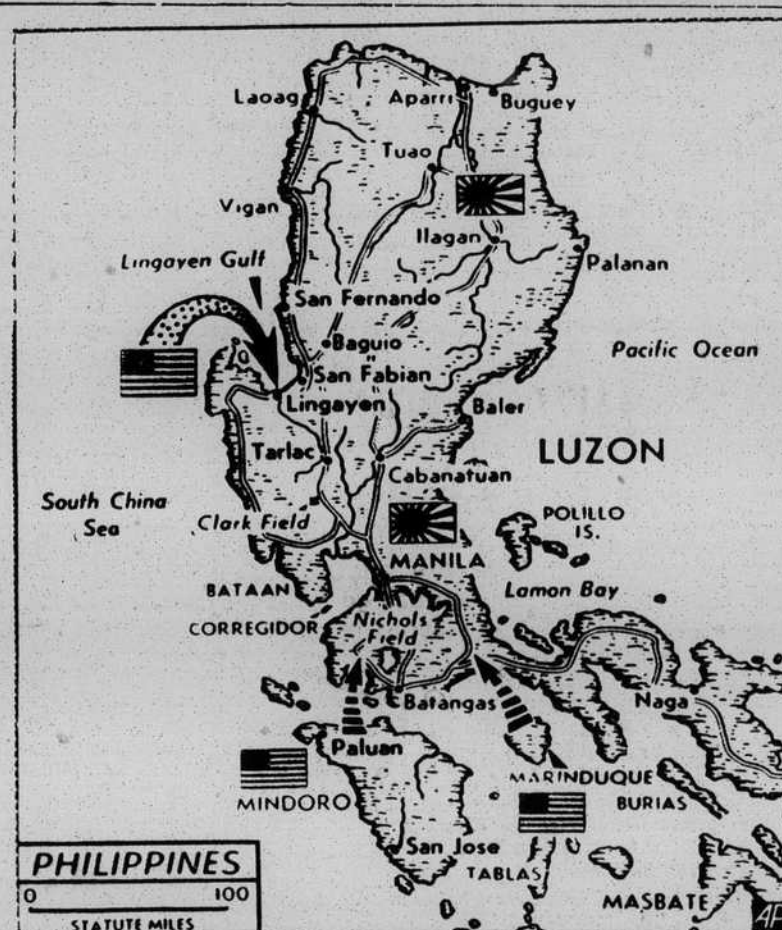 Laoag
Aparri
Buguey
Tuao
Vigan
Ilagan
Palanan
Lingayen Gulf
San Fernando
Baguio
Pacific Ocean
San Fabian
Lingayen
Baler
LUZON
Tarlac
Cabanatuan
South China
Sea
Clark Field
POLILLO
IS.
MANILA
BATAAN
Lamon Bay
CORREGIDOR
Nichols
Field
Batangas
Naga
Paluan
MARINDUQUE
MINDORO
BURIAS
San Jose
TABLAS
MASBATE
PHILIPPINES
0 100
STATUTE MILES
AP